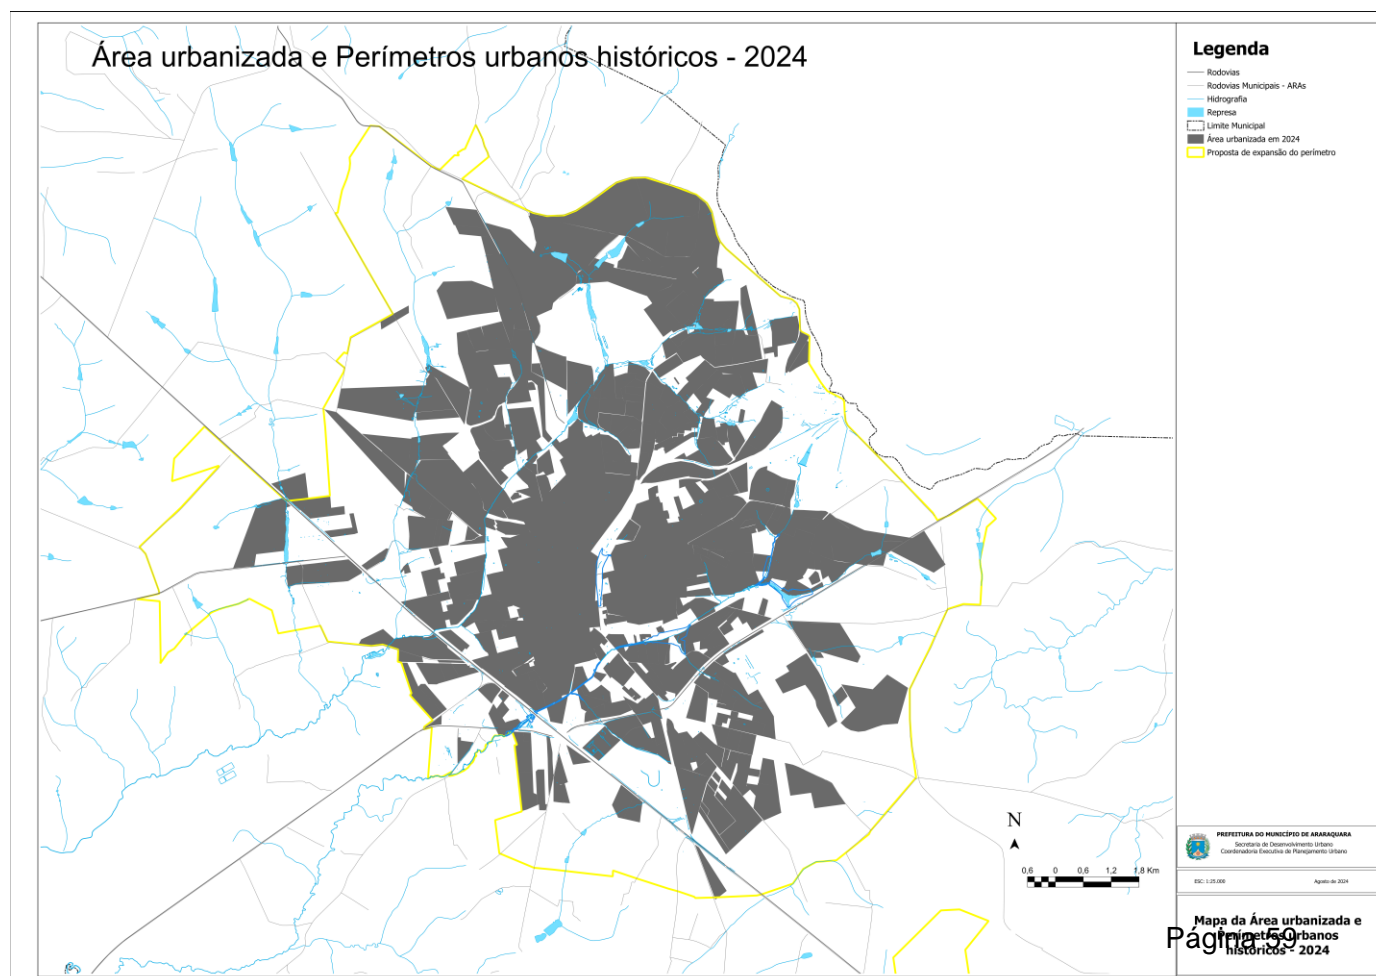 Área urbanizada e Perímetros urbanos históricos - 2024
Legenda
Rodovias
Rodovias Municipais - ARAs
Hidrografia
Represa
Limite Municipal
Área urbanizada em 2024
Proposta de expansão do perímetro
N
0,6 0 0,6 1,2 1,8 Km
PREFEITURA DO MUNICÍPIO DE ARARAQUARA
Secretaria de Desenvolvimento Urbano
Coordenadoria Executiva de Planejamento Urbano
ESC: 1:25.000 Agosto de 2024
Mapa da Área urbanizada e
Perímetros urbanos
históricos - 2024
Página 59